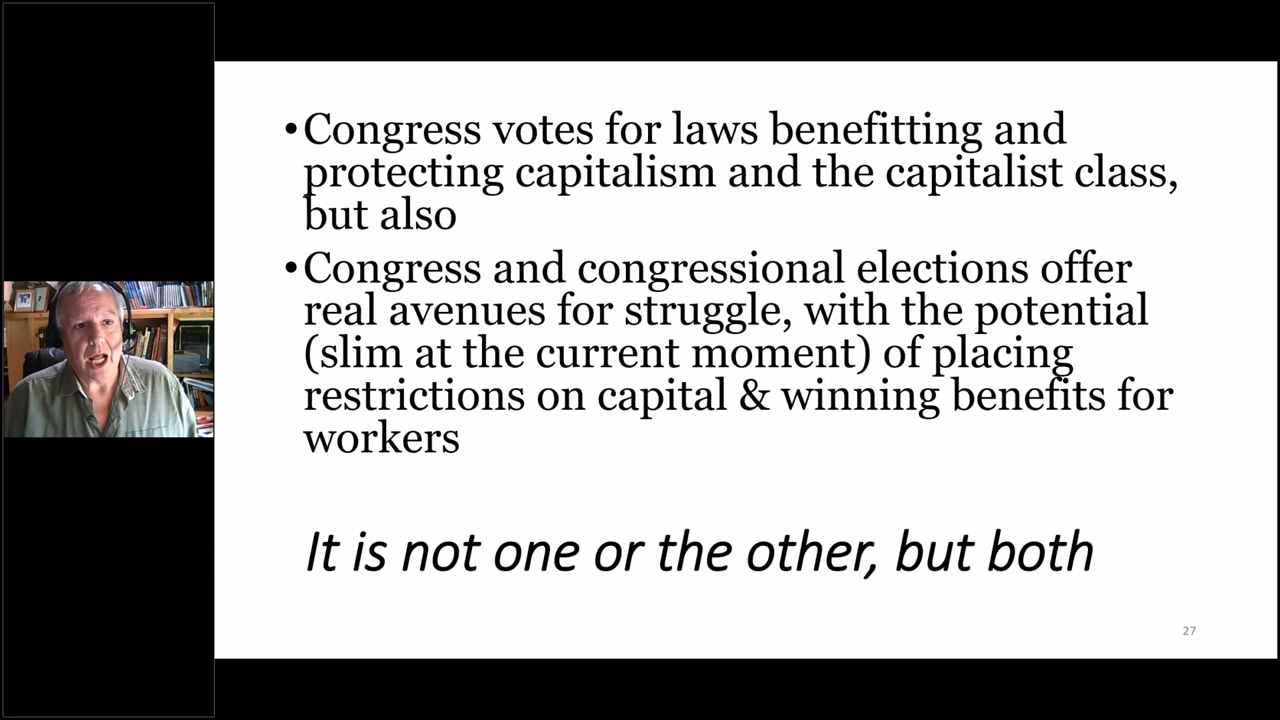 •Congress votes for laws benefitting and
protecting capitalism and the capitalist class,
but also
•Congress and congressional elections offer
real avenues for struggle, with the potential
(slim at the current moment) of placing
restrictions on capital & winning benefits for
workers
It is not one or the other, but both
27